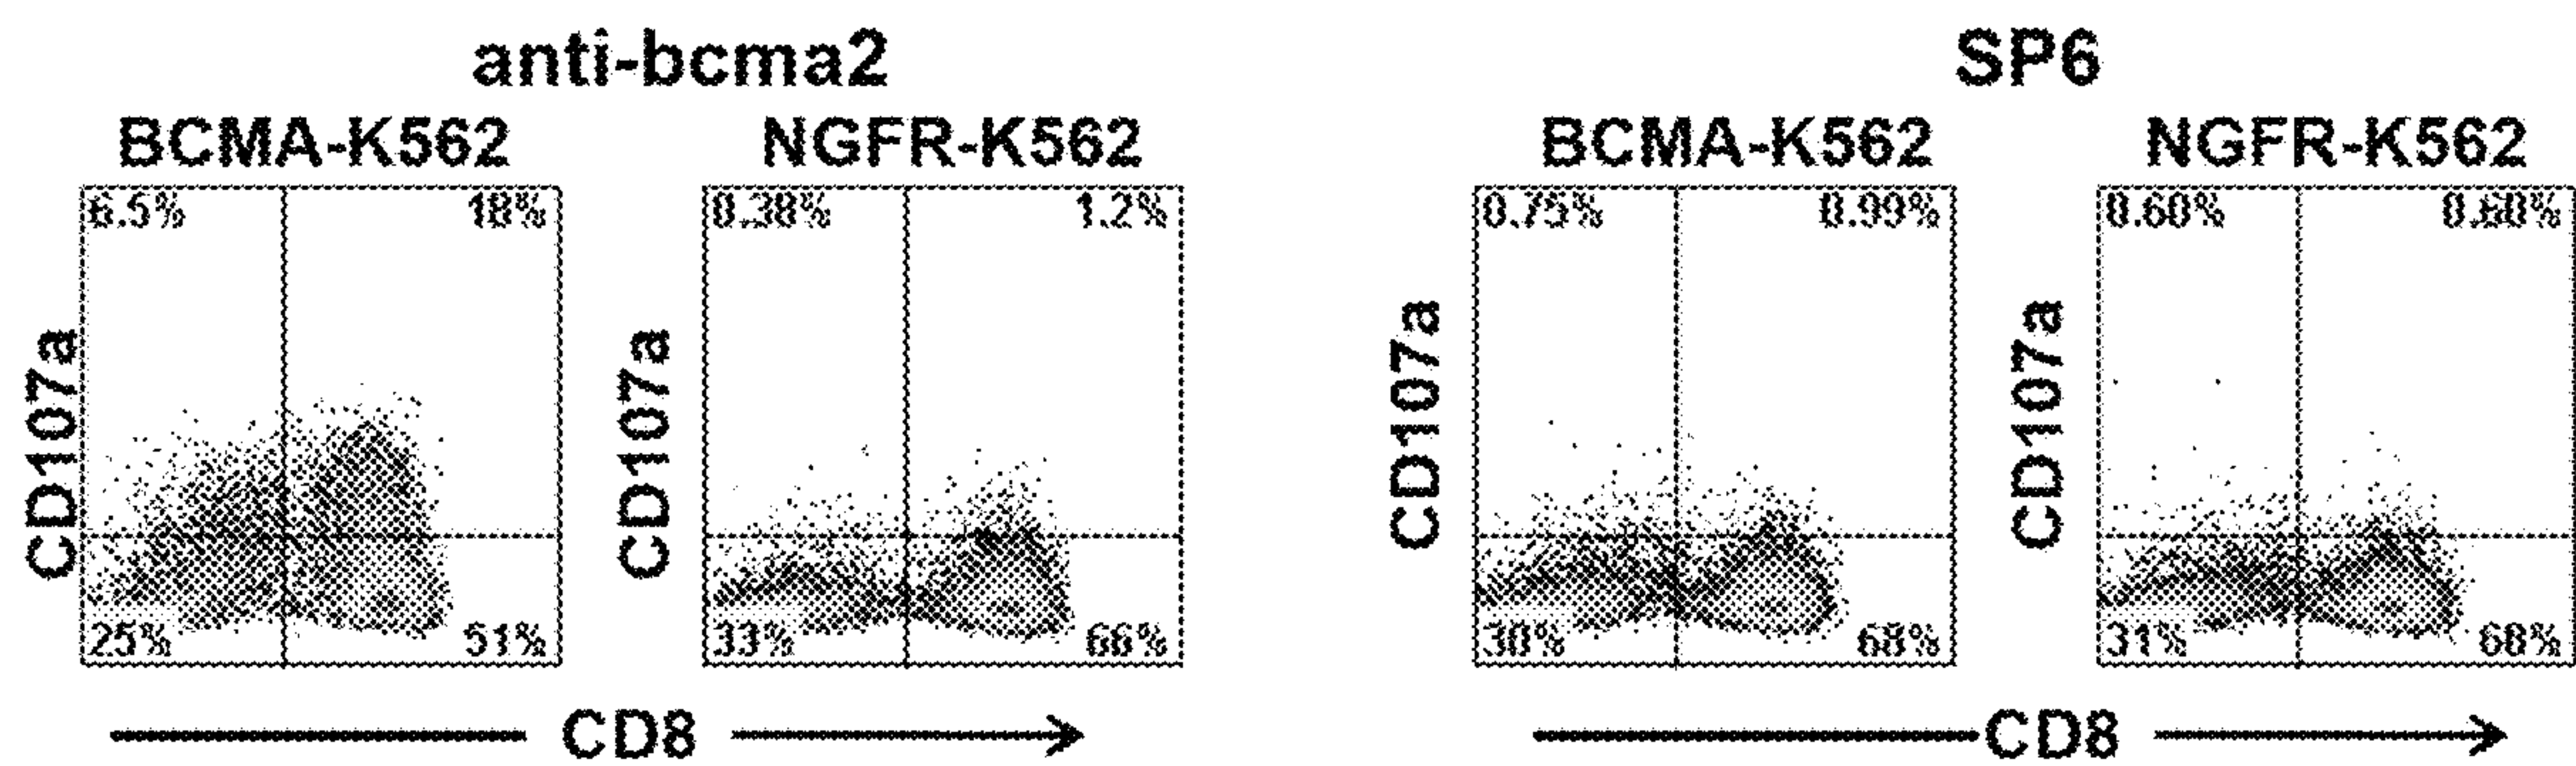 anti-bcma2 SP6
BCMA-K562 NGFR-K562 BCMA-K562 NGFR-K562
6.5% 18% 0.38% 1.2% 0.75% 0.99% 0.60% 0.60%
CD107a CD107a CD107a CD107a
25% 51% 33% 66% 30% 68% 31% 68%
CD8 CD8